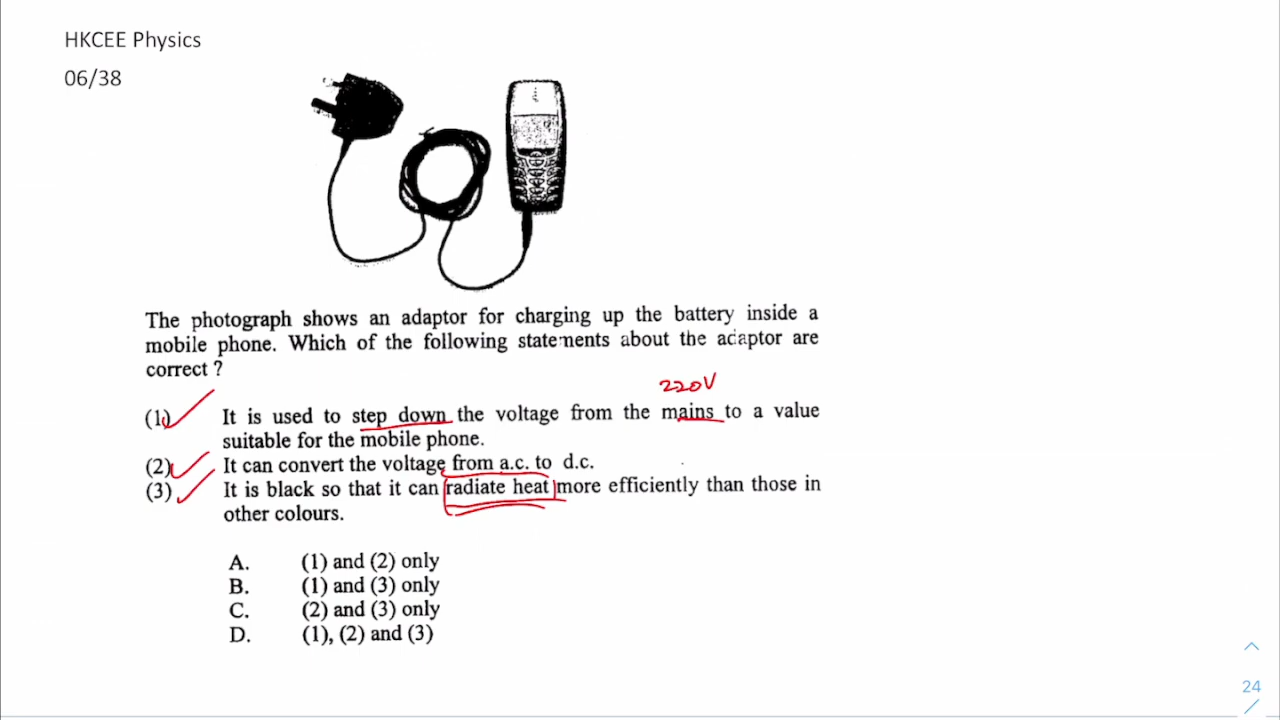 HKCEE Physics
06/38
The photograph shows an adaptor for charging up the battery inside a
mobile phone. Which of the following statements about the adaptor are
correct ?
220V
(1) It is used to step down the voltage from the mains to a value
suitable for the mobile phone.
(2) It can convert the voltage from a.c. to d.c.
(3) It is black so that it can radiate heat more efficiently than those in
other colours.
A. (1) and (2) only
B. (1) and (3) only
C. (2) and (3) only
D. (1), (2) and (3)
24